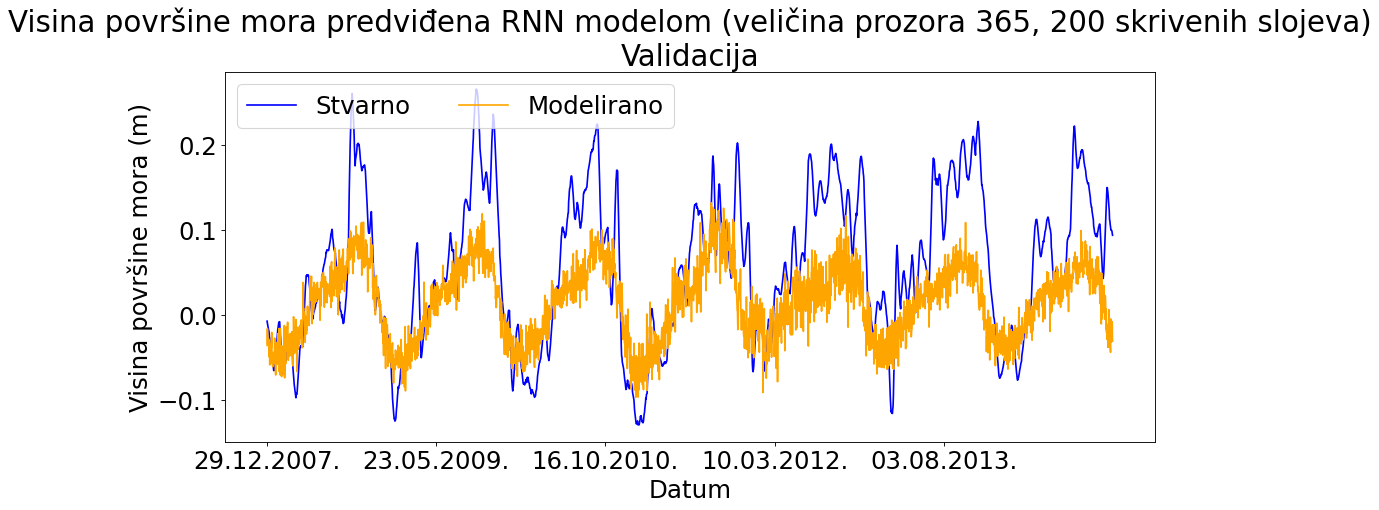 Visina površine mora predviđena RNN modelom (veličina prozora 365, 200 skrivenih slojeva)
Validacija
Stvarno
Modelirano
Visina površine mora (m)
0.2
0.1
0.0
−0.1
29.12.2007.
23.05.2009.
16.10.2010.
10.03.2012.
03.08.2013.
Datum